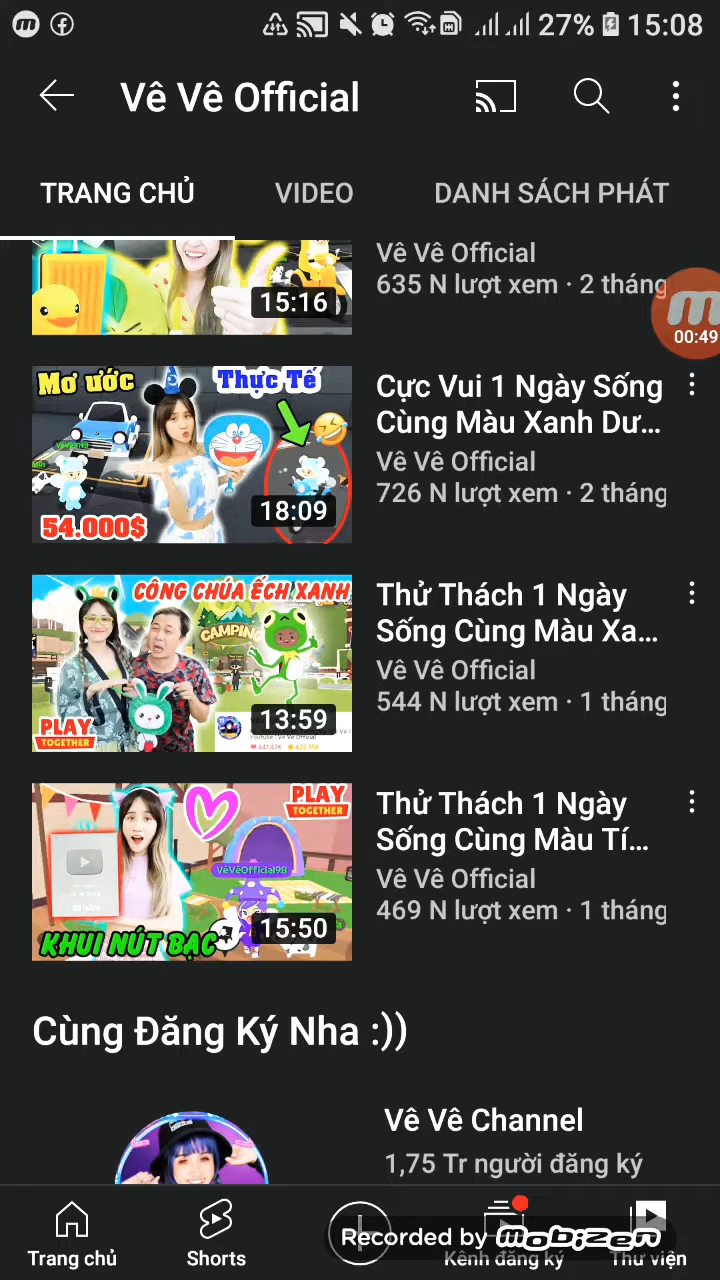 27% 15:08
Vê Vê Official
TRANG CHỦ VIDEO DANH SÁCH PHÁT
15:16
Vê Vê Official
635 N lượt xem · 2 tháng
00:49
Mơ ước Thực Tế
54.000$
18:09
Cực Vui 1 Ngày Sống
Cùng Màu Xanh Dư...
Vê Vê Official
726 N lượt xem · 2 tháng
CÔNG CHÚA ẾCH XANH
CAMPING
PLAY
TOGETHER
13:59
Thử Thách 1 Ngày
Sống Cùng Màu Xa...
Vê Vê Official
544 N lượt xem · 1 tháng
PLAY
TOGETHER
VêVêOfficial98
KHUI NÚT BẠC
15:50
Thử Thách 1 Ngày
Sống Cùng Màu Tí...
Vê Vê Official
469 N lượt xem · 1 tháng
Cùng Đăng Ký Nha :))
Vê Vê Channel
1,75 Tr người đăng ký
Recorded by mobizen
Trang chủ Shorts Kênh đăng ký Thư viện